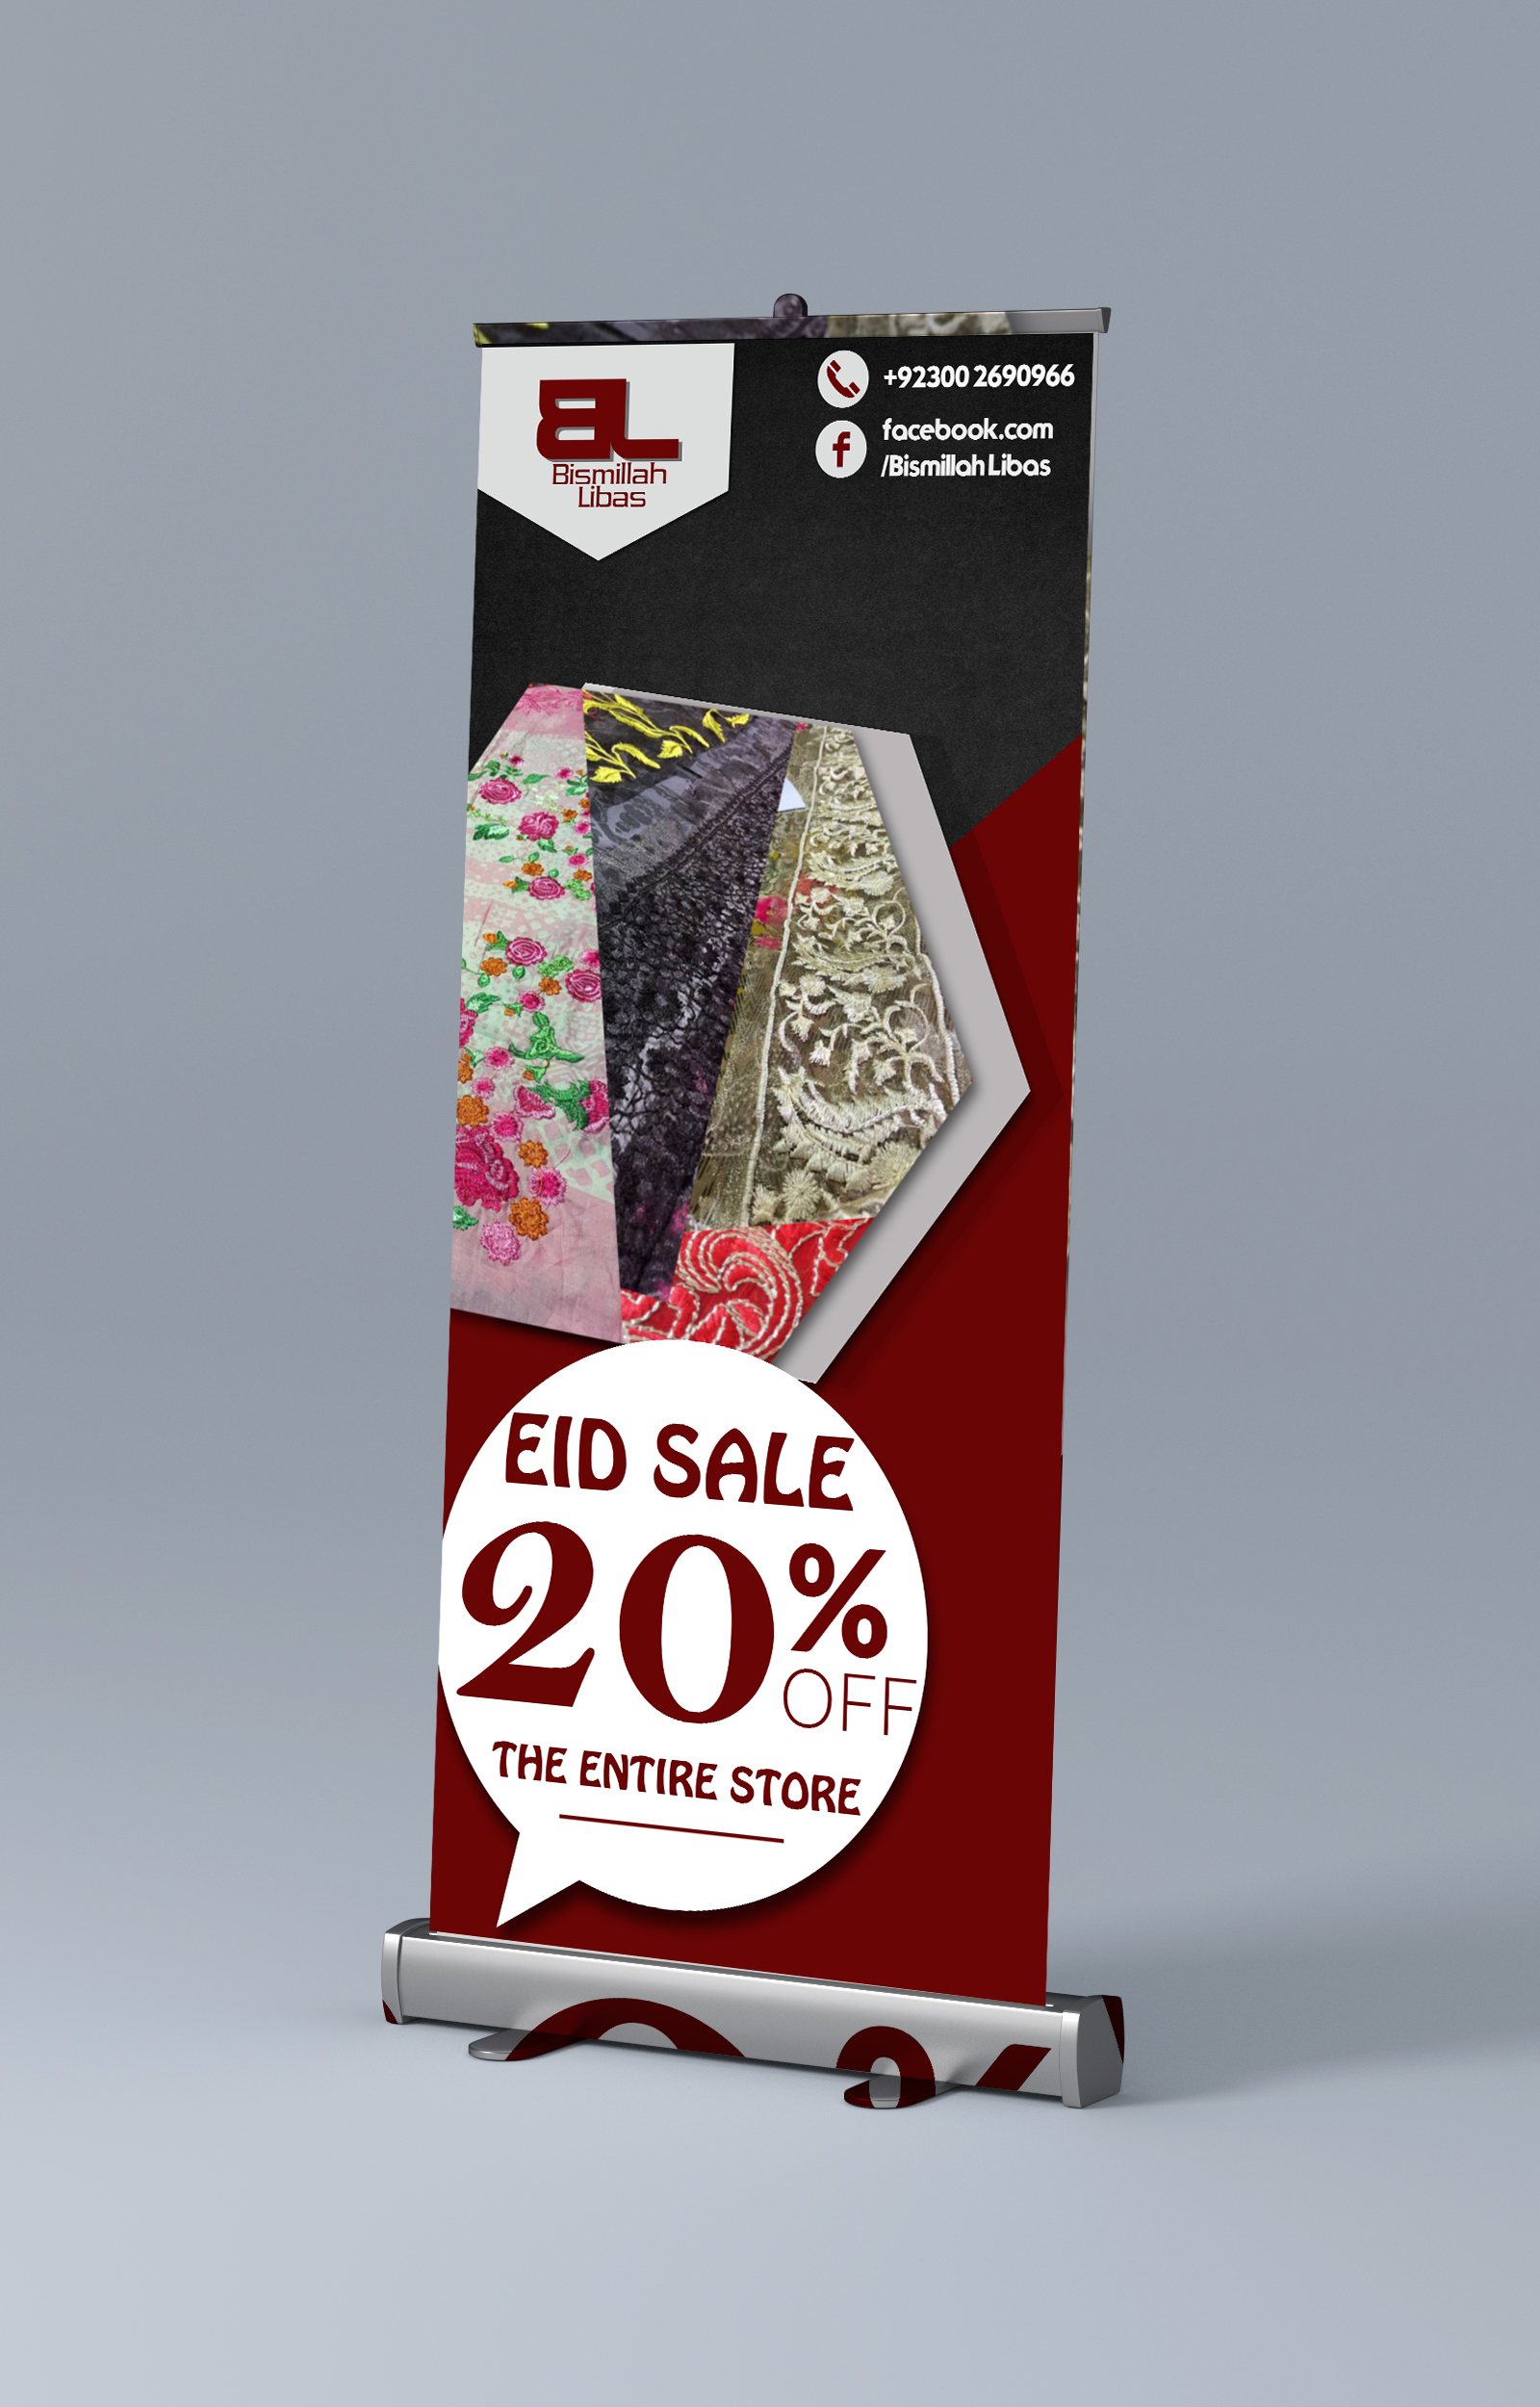 BL
Bismillah
Libas
+92300 2690966
facebook.com
/Bismillah Libas
EID SALE
20%
OFF
THE ENTIRE STORE